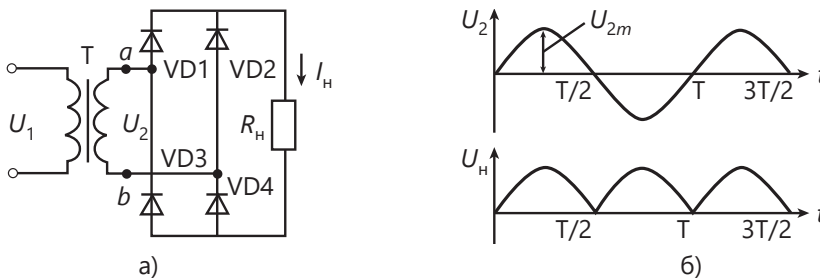 T
a
VD1
VD2
Iн
U1
U2
Rн
VD3
b
VD4
а)
U2
U2m
T/2
T
3T/2
t
Uн
T/2
T
3T/2
t
б)